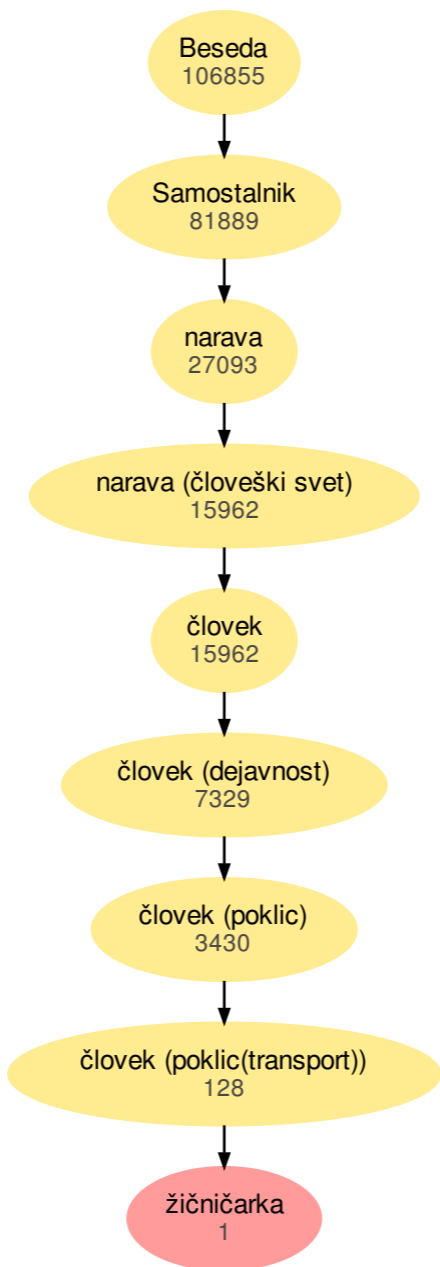 Beseda
106855
Samostalnik
81889
narava
27093
narava (človeški svet)
15962
človek
15962
človek (dejavnost)
7329
človek (poklic)
3430
človek (poklic(transport))
128
žičničarka
1